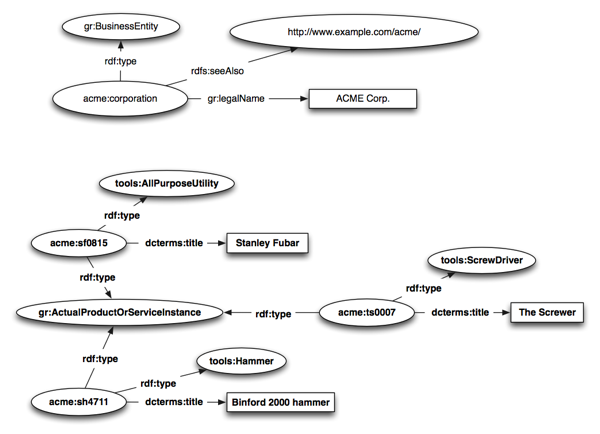 gr:BusinessEntity
http://www.example.com/acme/
rdf:type
rdfs:seeAlso
acme:corporation
gr:legalName
ACME Corp.
tools:AllPurposeUtility
rdf:type
acme:sf0815
dcterms:title
Stanley Fubar
tools:ScrewDriver
rdf:type
rdf:type
gr:ActualProductOrServiceInstance
rdf:type
acme:ts0007
dcterms:title
The Screwer
rdf:type
tools:Hammer
rdf:type
acme:sh4711
dcterms:title
Binford 2000 hammer